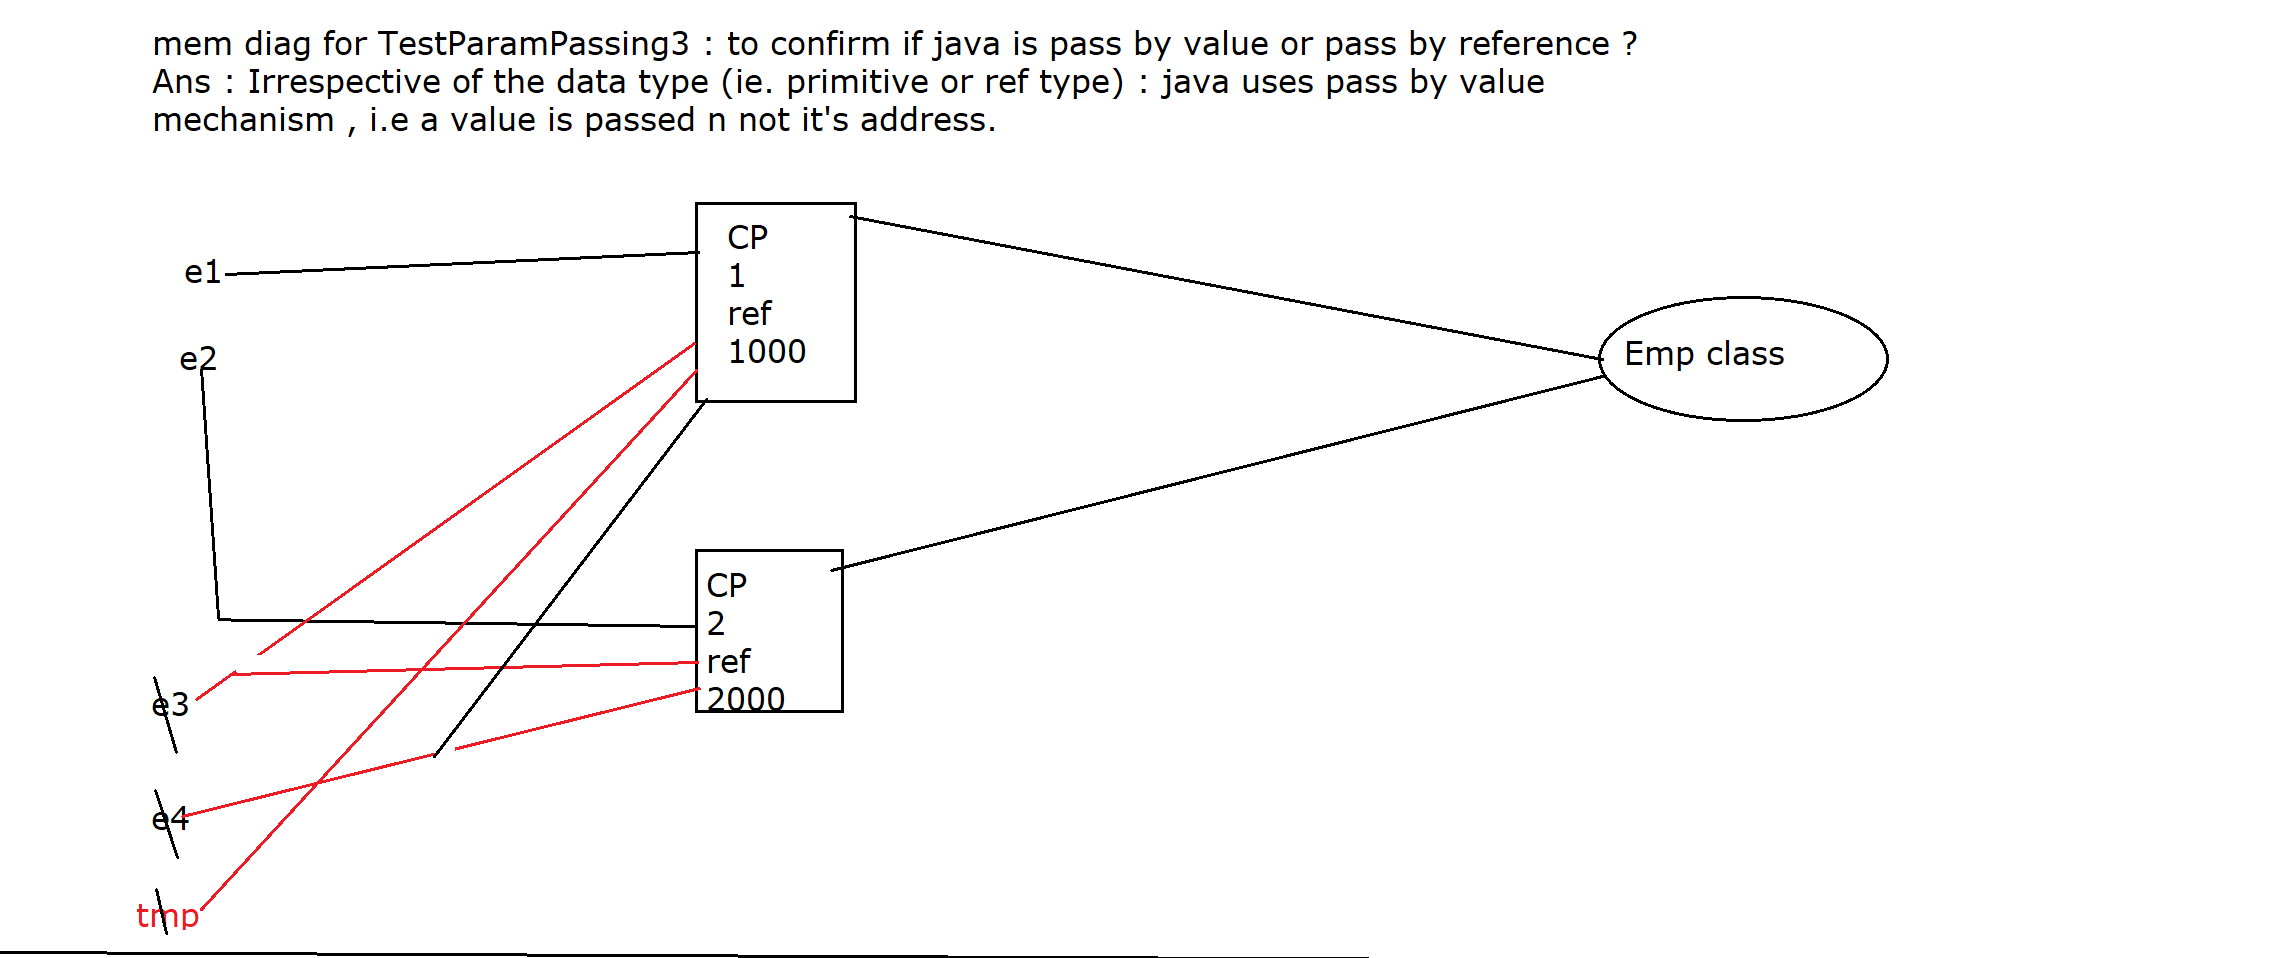 mem diag for TestParamPassing3 : to confirm if java is pass by value or pass by reference ?
Ans : Irrespective of the data type (ie. primitive or ref type) : java uses pass by value
mechanism , i.e a value is passed n not it's address.
CP
1
ref
1000
e1
e2
Emp class
CP
2
ref
2000
e3
e4
tmp